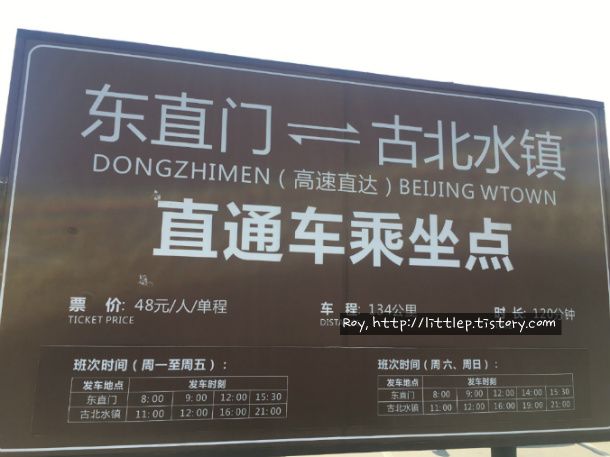 东直门 ⇌ 古北水镇
DONGZHIMEN（高速直达）BEIJING WTOWN
直通车乘坐点
票 价: 48元/人/单程 车 程: 134公里 时 长: 120分钟
TICKET PRICE
Roy, http://littlep.tistory.com
班次时间（周一至周五）： 班次时间（周六、周日）：
发车地点 发车时刻 发车地点 发车时刻
东直门 8:00 9:00 12:00 15:30 东直门 8:00 9:00 12:00 14:00 15:30
古北水镇 11:00 12:00 16:00 21:00 古北水镇 11:00 12:00 16:00 19:00 21:00